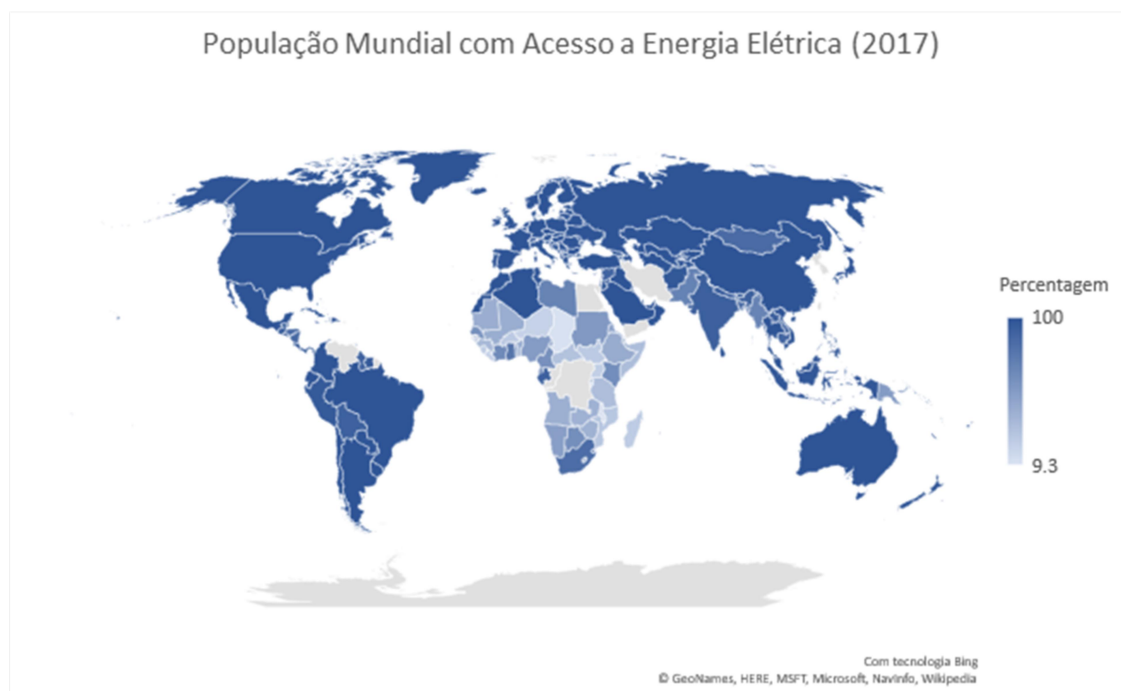 População Mundial com Acesso a Energia Elétrica (2017)
Percentagem
100
9.3
Com tecnologia Bing
© GeoNames, HERE, MSFT, Microsoft, NavInfo, Wikipedia